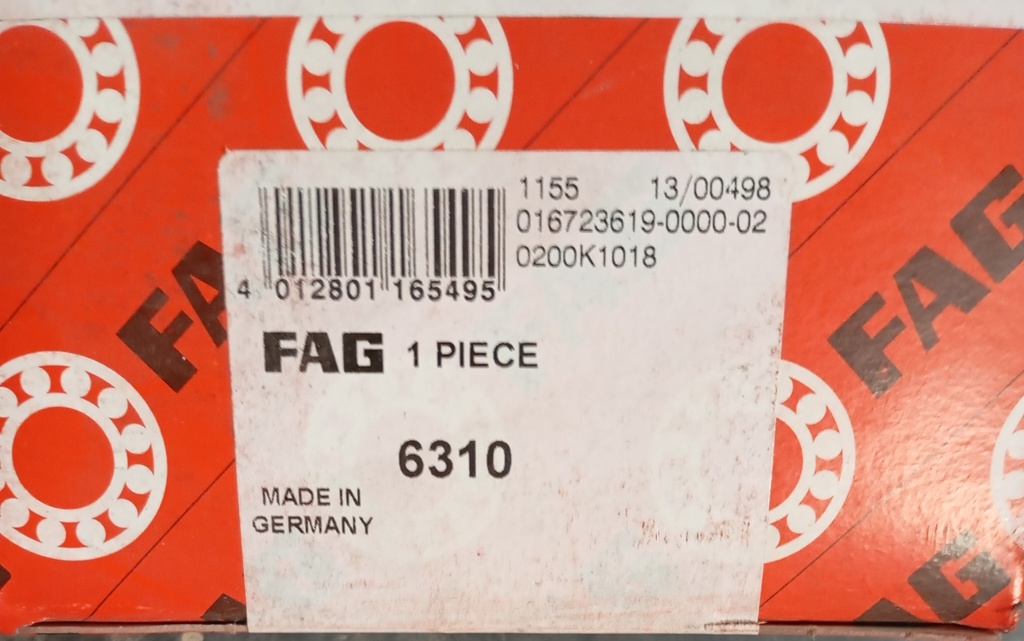 1155 13/00498
016723619-0000-02
0200K1018
4 012801 165495
FAG 1 PIECE
6310
MADE IN
GERMANY
FAG
FAG
FAG